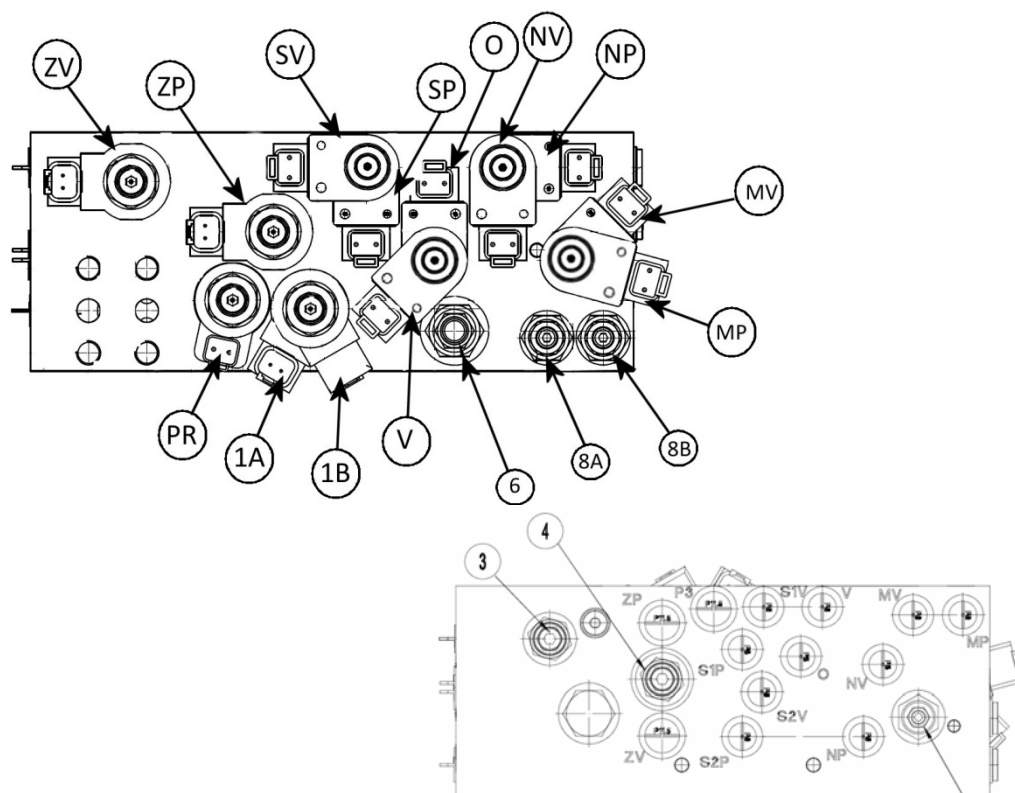 O NV
SV NP
ZV SP
ZP
MV
MP
PR V
1A 8A 8B
1B 6
4
3
P3 S1V V MV
ZP
MP
S1P NV
S2V
ZV S2P NP